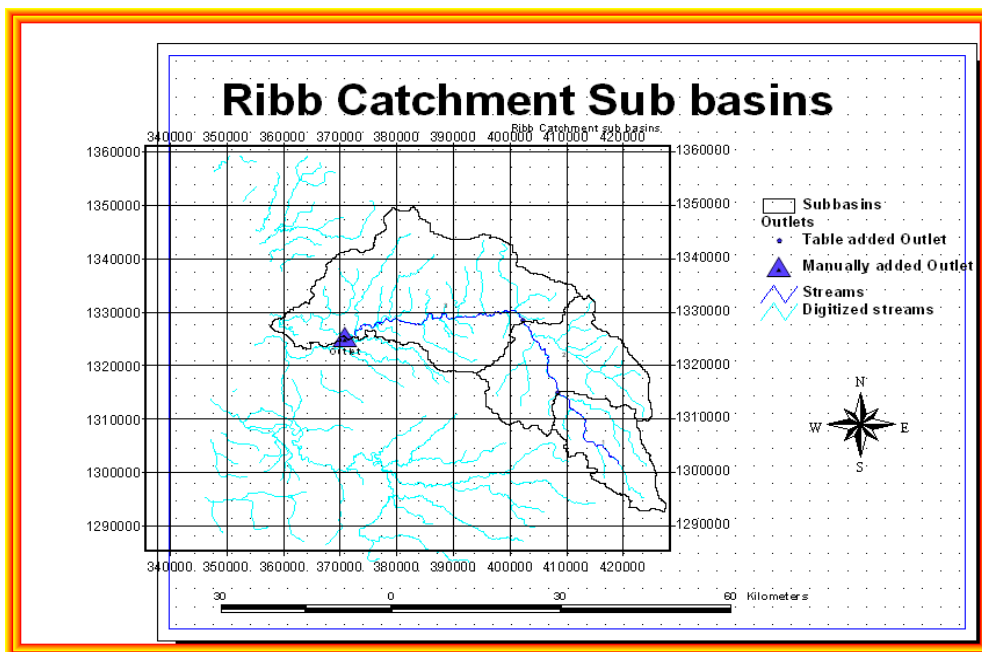 Ribb Catchment Sub basins
Ribb Catchment sub basins
340000 350000 360000 370000 380000 390000 400000 410000 420000
1360000 1360000
1350000 1350000
1340000 1340000
1330000 1330000
1320000 1320000
1310000 1310000
1300000 1300000
1290000 1290000
340000 350000 360000 370000 380000 390000 400000 410000 420000
Outlet
Subbasins
Outlets
Table added Outlet
Manually added Outlet
Streams
Digitized streams
N
W E
S
30 0 30 60 Kilometers